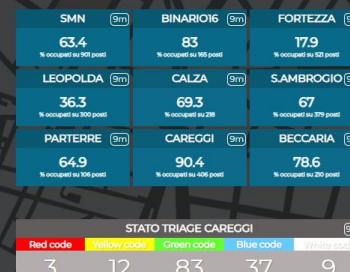 SMN 9m BINARIO16 9m FORTEZZA
63.4 83 17.9
% occupati su 901 posti % occupati su 165 posti % occupati su 521 posti
LEOPOLDA 9m CALZA 9m S.AMBROGIO
36.3 69.3 67
% occupati su 300 posti % occupati su 218 % occupati su 379 posti
PARTERRE 9m CAREGGI 9m BECCARIA
64.9 90.4 78.6
% occupati su 106 posti % occupati su 406 posti % occupati su 210 posti
STATO TRIAGE CAREGGI
Red code Yellow code Green code Blue code White code
3 12 83 37 9